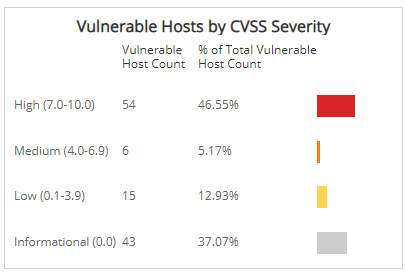 Vulnerable Hosts by CVSS Severity
Vulnerable Host Count % of Total Vulnerable Host Count
High (7.0-10.0) 54 46.55%
Medium (4.0-6.9) 6 5.17%
Low (0.1-3.9) 15 12.93%
Informational (0.0) 43 37.07%